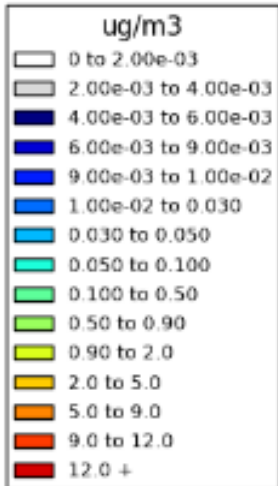 ug/m3
0 to 2.00e-03
2.00e-03 to 4.00e-03
4.00e-03 to 6.00e-03
6.00e-03 to 9.00e-03
9.00e-03 to 1.00e-02
1.00e-02 to 0.030
0.030 to 0.050
0.050 to 0.100
0.100 to 0.50
0.50 to 0.90
0.90 to 2.0
2.0 to 5.0
5.0 to 9.0
9.0 to 12.0
12.0 +